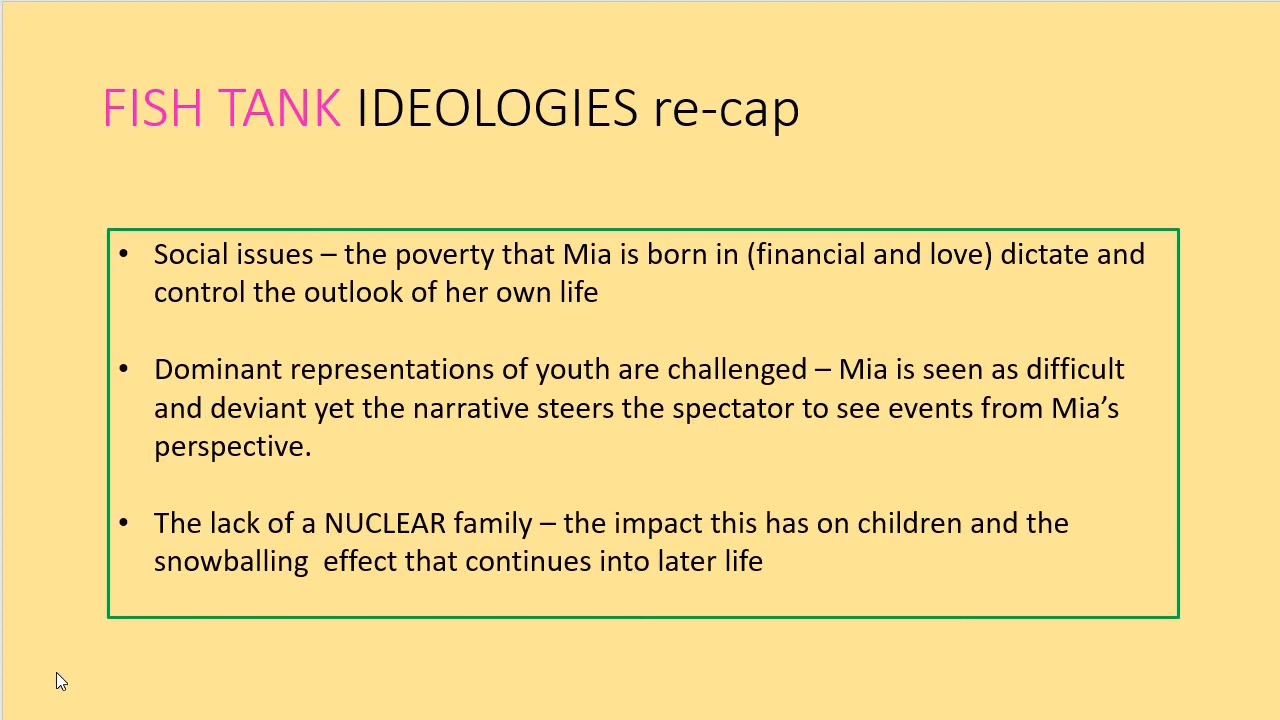 FISH TANK IDEOLOGIES re-cap
• Social issues – the poverty that Mia is born in (financial and love) dictate and
control the outlook of her own life
• Dominant representations of youth are challenged – Mia is seen as difficult
and deviant yet the narrative steers the spectator to see events from Mia’s
perspective.
• The lack of a NUCLEAR family – the impact this has on children and the
snowballing  effect that continues into later life